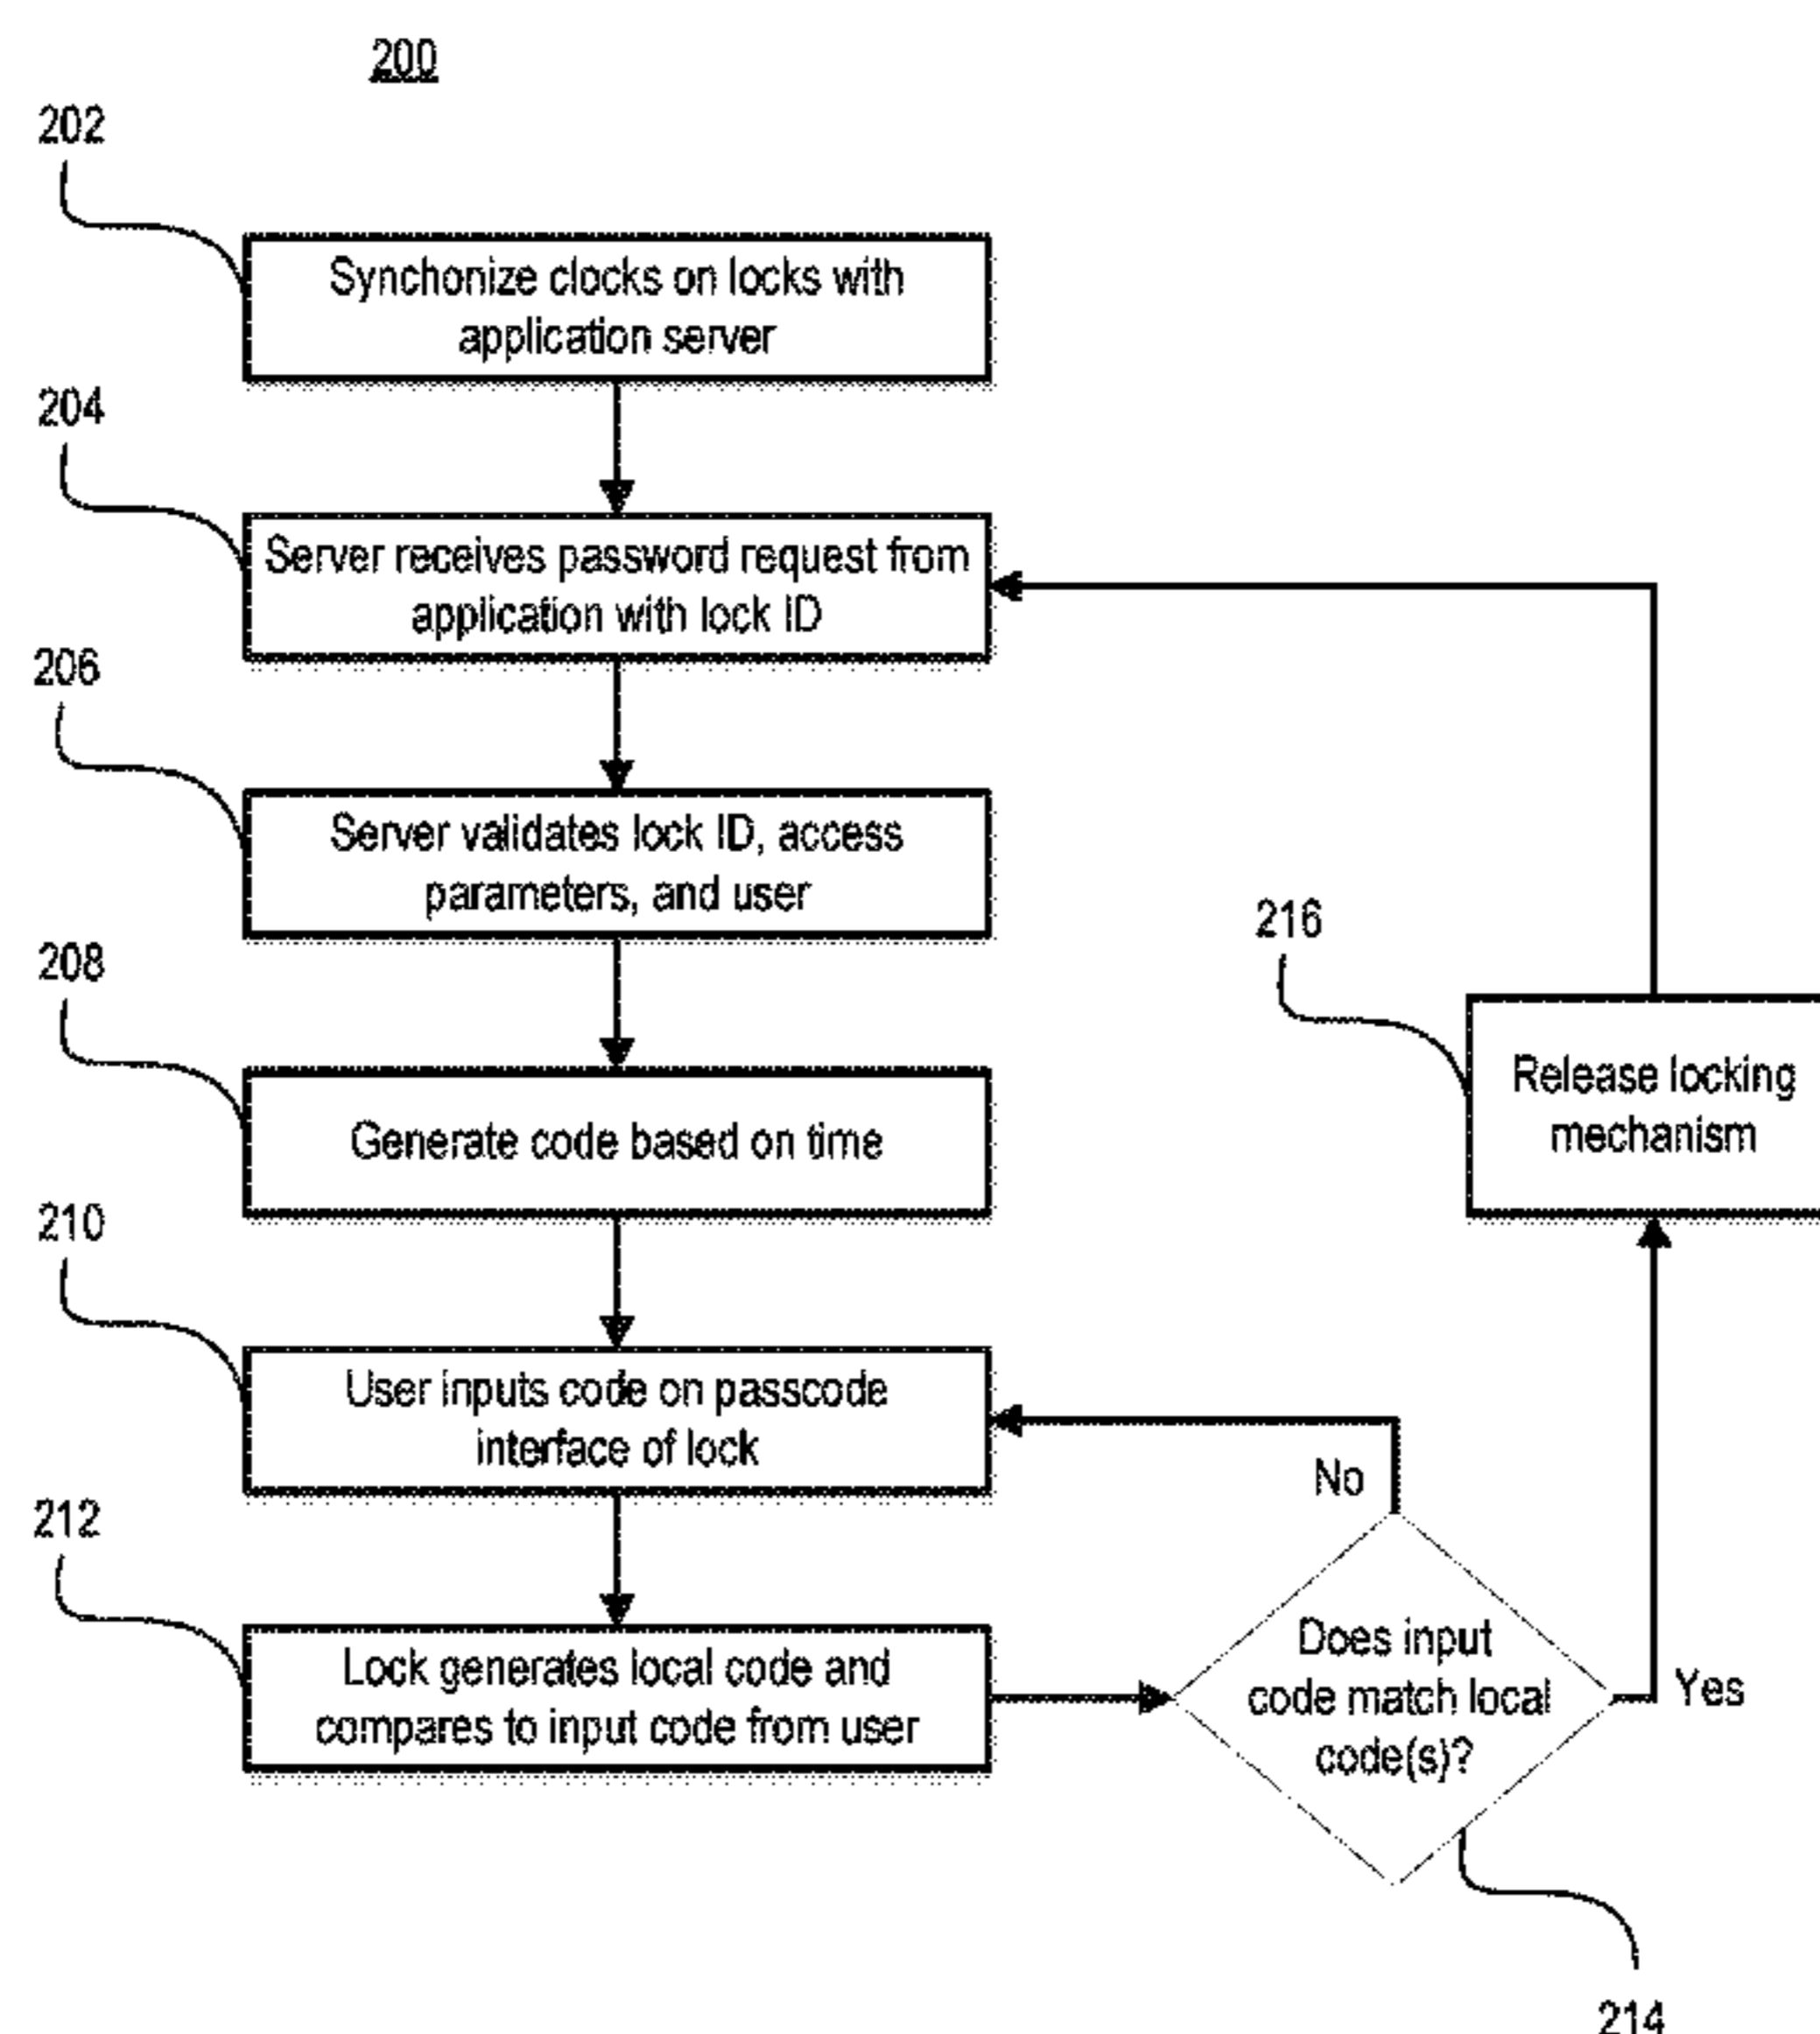 200
202
Synchonize clocks on locks with
application server
204
Server receives password request from
application with lock ID
206
Server validates lock ID, access
parameters, and user
208
Generate code based on time
210
User inputs code on passcode
interface of lock
212
Lock generates local code and
compares to input code from user
No
Does input
code match local
code(s)?
Yes
214
216
Release locking
mechanism